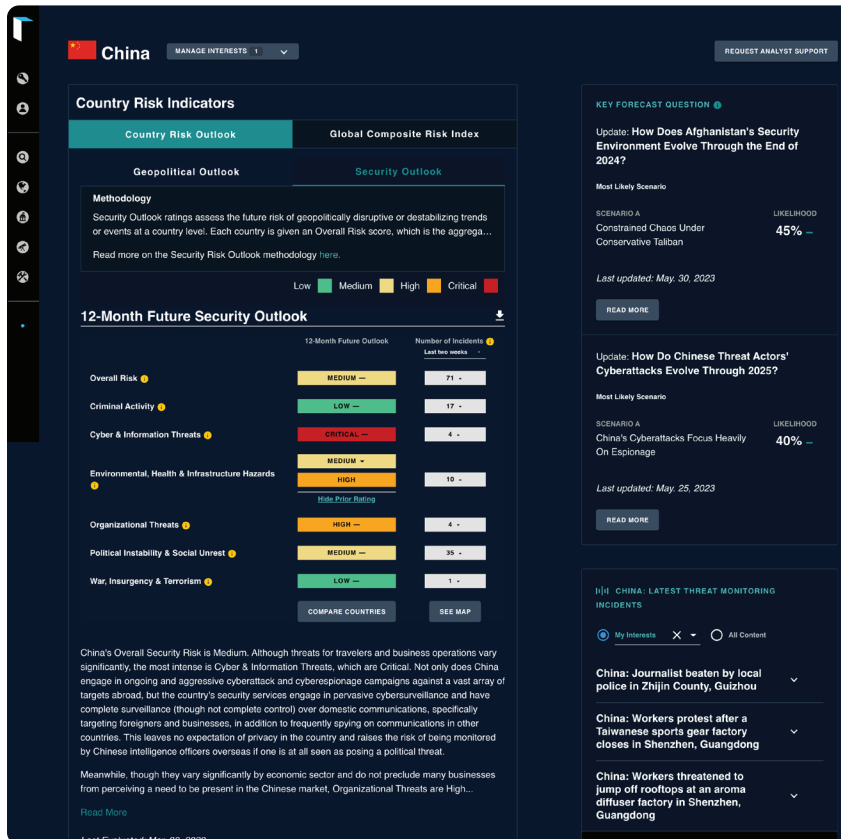 China
MANAGE INTERESTS 1
REQUEST ANALYST SUPPORT
Country Risk Indicators
Country Risk Outlook
Global Composite Risk Index
Geopolitical Outlook
Security Outlook
Methodology
Security Outlook ratings assess the future risk of geopolitically disruptive or destabilizing trends
or events at a country level. Each country is given an Overall Risk score, which is the aggrega...
Read more on the Security Risk Outlook methodology here.
Low Medium High Critical
12-Month Future Security Outlook
12-Month Future Outlook
Number of Incidents
Last two weeks
Overall Risk MEDIUM — 71 -
Criminal Activity LOW — 17 -
Cyber & Information Threats CRITICAL — 4 -
MEDIUM
Environmental, Health & Infrastructure Hazards HIGH 10 -
Hide Prior Rating
Organizational Threats HIGH — 4 -
Political Instability & Social Unrest MEDIUM — 35 -
War, Insurgency & Terrorism LOW — 1 -
COMPARE COUNTRIES
SEE MAP
China's Overall Security Risk is Medium. Although threats for travelers and business operations vary
significantly, the most intense is Cyber & Information Threats, which are Critical. Not only does China
engage in ongoing and aggressive cyberattack and cyberespionage campaigns against a vast array of
targets abroad, but the country's security services engage in pervasive cybersurveillance and have
complete surveillance (though not complete control) over domestic communications, specifically
targeting foreigners and businesses, in addition to frequently spying on communications in other
countries. This leaves no expectation of privacy in the country and raises the risk of being monitored
by Chinese intelligence officers overseas if one is at all seen as posing a political threat.
Meanwhile, though they vary significantly by economic sector and do not preclude many businesses
from perceiving a need to be present in the Chinese market, Organizational Threats are High...
Read More
KEY FORECAST QUESTION
Update: How Does Afghanistan's Security
Environment Evolve Through the End of
2024?
Most Likely Scenario
SCENARIO A LIKELIHOOD
Constrained Chaos Under 45% –
Conservative Taliban
Last updated: May. 30, 2023
READ MORE
Update: How Do Chinese Threat Actors'
Cyberattacks Evolve Through 2025?
Most Likely Scenario
SCENARIO A LIKELIHOOD
China's Cyberattacks Focus Heavily 40% –
On Espionage
Last updated: May. 25, 2023
READ MORE
CHINA: LATEST THREAT MONITORING
INCIDENTS
My Interests All Content
China: Journalist beaten by local
police in Zhijin County, Guizhou
China: Workers protest after a
Taiwanese sports gear factory
closes in Shenzhen, Guangdong
China: Workers threatened to
jump off rooftops at an aroma
diffuser factory in Shenzhen,
Guangdong